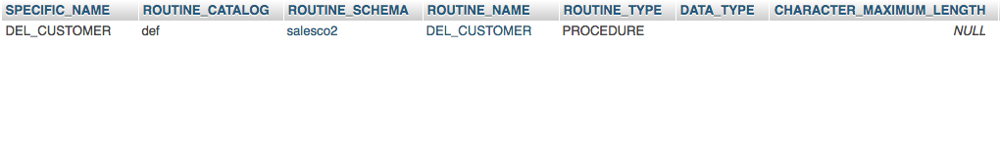 SPECIFIC_NAME ROUTINE_CATALOG ROUTINE_SCHEMA ROUTINE_NAME ROUTINE_TYPE DATA_TYPE CHARACTER_MAXIMUM_LENGTH
DEL_CUSTOMER def salesco2 DEL_CUSTOMER PROCEDURE NULL